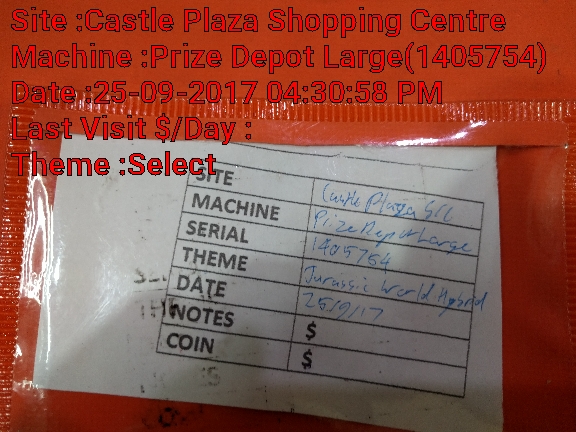 Site :Castle Plaza Shopping Centre
Machine :Prize Depot Large(1405754)
Date :25-09-2017 04:30:58 PM
Last Visit $/Day :
Theme :Select
SITE Castle Plaza S/C
MACHINE Prize Depot Large
SERIAL 1405754
THEME Jurassic World Hybrid
DATE 25/9/17
NOTES $
COIN $